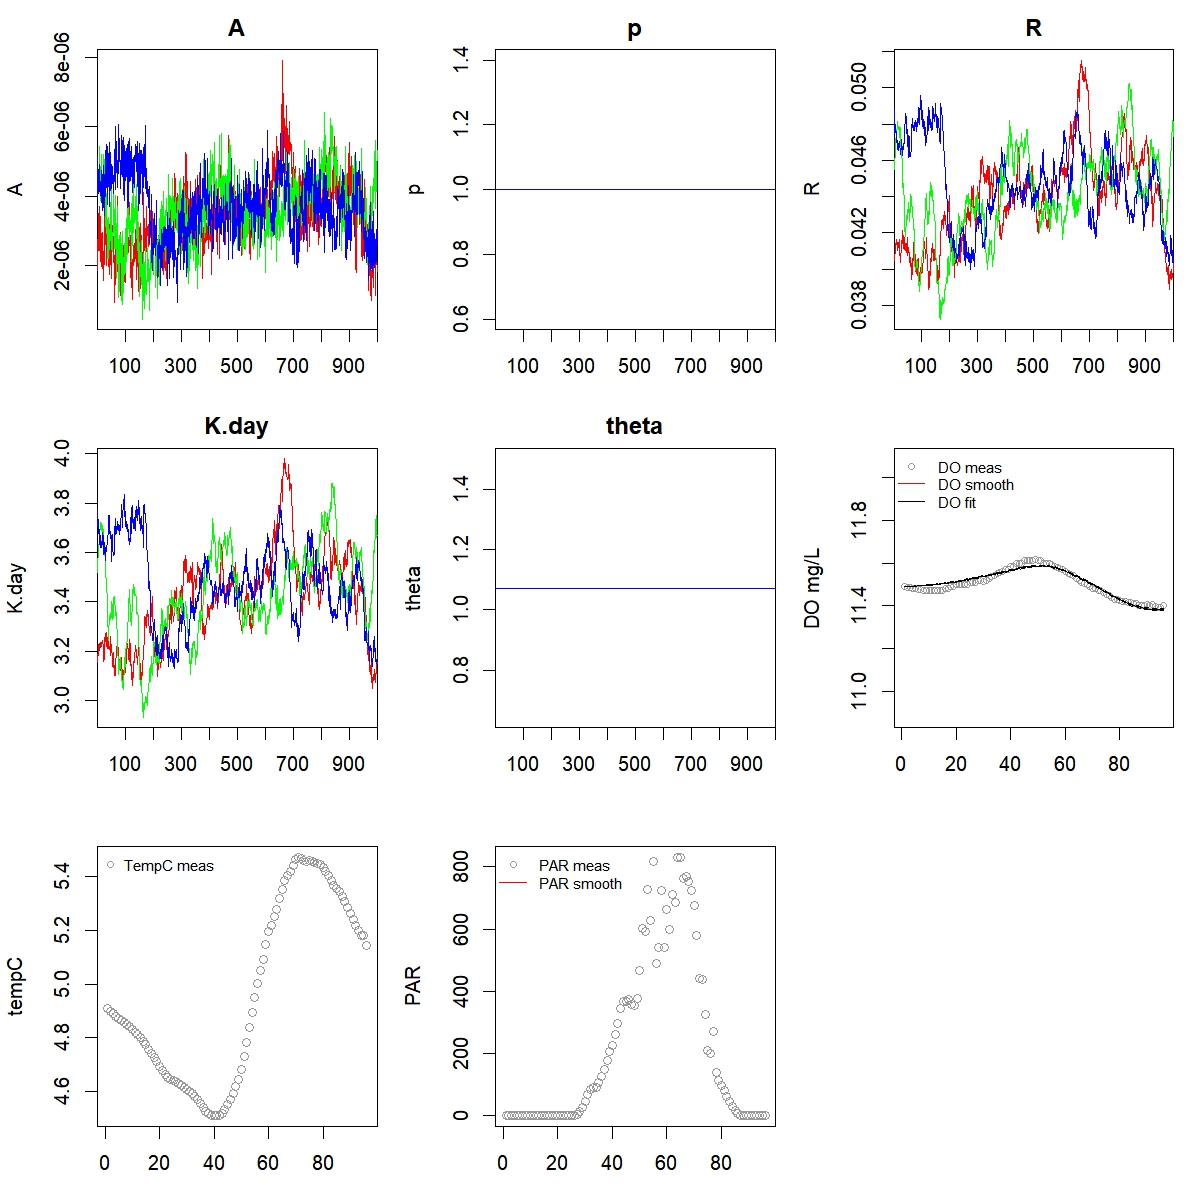 A
A
8e-06
6e-06
4e-06
2e-06
100 300 500 700 900
p
p
1.4
1.2
1.0
0.8
0.6
100 300 500 700 900
R
R
0.050
0.046
0.042
0.038
100 300 500 700 900
K.day
K.day
4.0
3.8
3.6
3.4
3.2
3.0
100 300 500 700 900
theta
theta
1.4
1.2
1.0
0.8
100 300 500 700 900
DO mg/L
11.8
11.4
11.0
DO meas
DO smooth
DO fit
0 20 40 60 80
tempC
5.4
5.2
5.0
4.8
4.6
TempC meas
0 20 40 60 80
PAR
800
600
400
200
0
PAR meas
PAR smooth
0 20 40 60 80